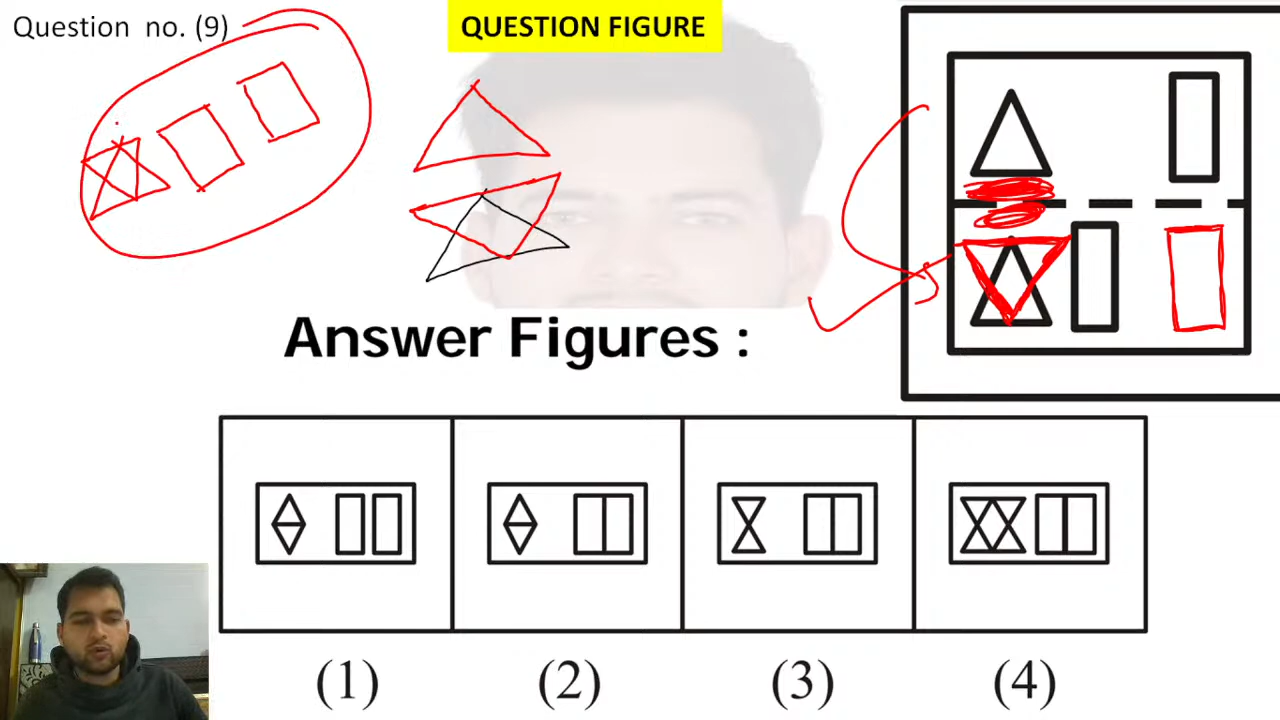 Question no. (9)
QUESTION FIGURE
Answer Figures :
(1) (2) (3) (4)